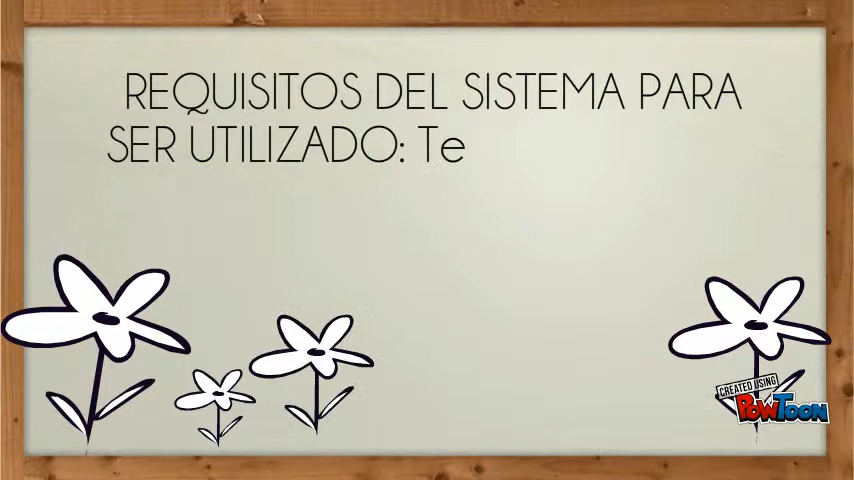 REQUISITOS DEL SISTEMA PARA
SER UTILIZADO: Te
CREATED USING
POWTOON